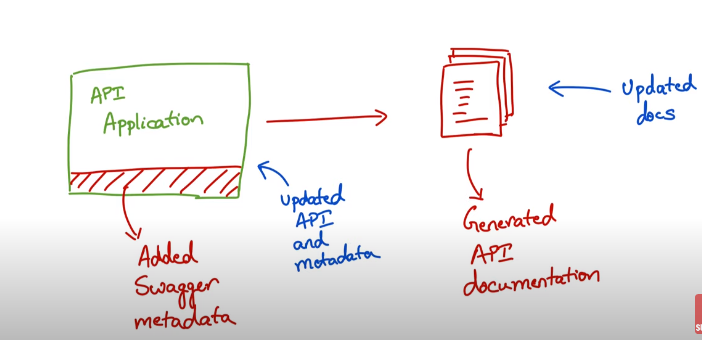 API
Application
Added
Swagger
metadata
updated
API
and
metadata
Generated
API
documentation
Updated
docs